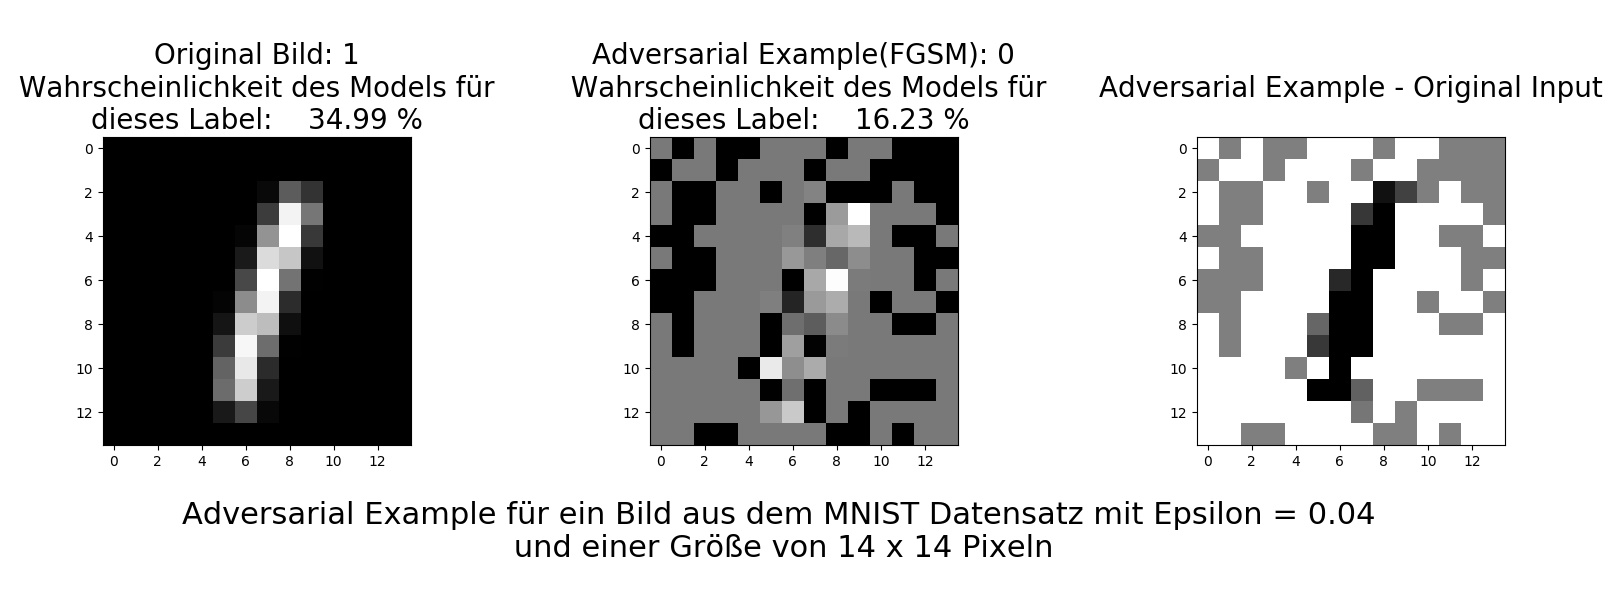 Original Bild: 1
Wahrscheinlichkeit des Models für
dieses Label: 34.99 %
0
2
4
6
8
10
12
0 2 4 6 8 10 12
Adversarial Example(FGSM): 0
Wahrscheinlichkeit des Models für
dieses Label: 16.23 %
0
2
4
6
8
10
12
0 2 4 6 8 10 12
Adversarial Example - Original Input
0
2
4
6
8
10
12
0 2 4 6 8 10 12
Adversarial Example für ein Bild aus dem MNIST Datensatz mit Epsilon = 0.04
und einer Größe von 14 x 14 Pixeln